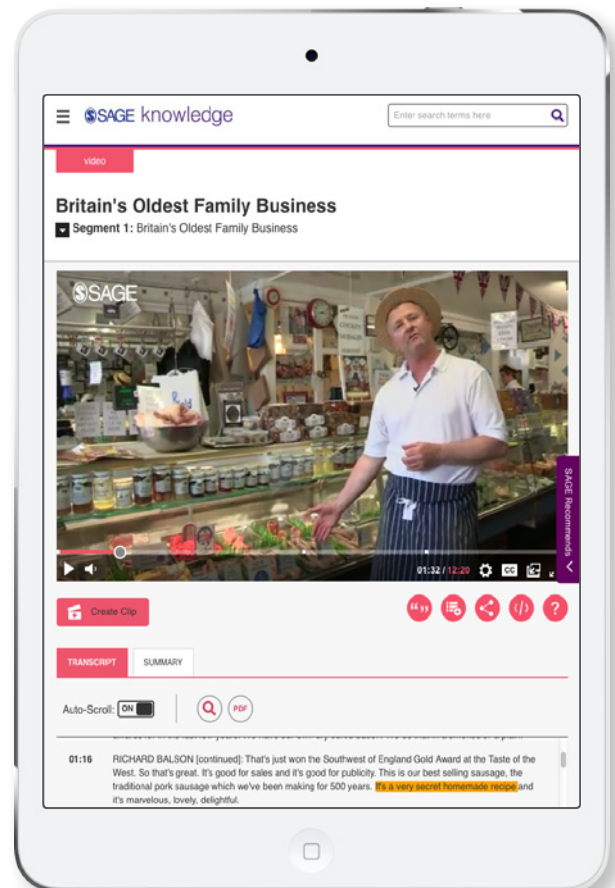 SAGE knowledge
Enter search terms here
video
Britain's Oldest Family Business
Segment 1: Britain's Oldest Family Business
SAGE
SAGE Recommends
01:32 / 12:20
CC
Create Clip
TRANSCRIPT SUMMARY
Auto-Scroll: ON
PDF
01:16 RICHARD BALSON [continued]: That's just won the Southwest of England Gold Award at the Taste of the
West. So that's great. It's good for sales and it's good for publicity. This is our best selling sausage, the
traditional pork sausage which we've been making for 500 years. It's a very secret homemade recipe and
it's marvelous, lovely, delightful.